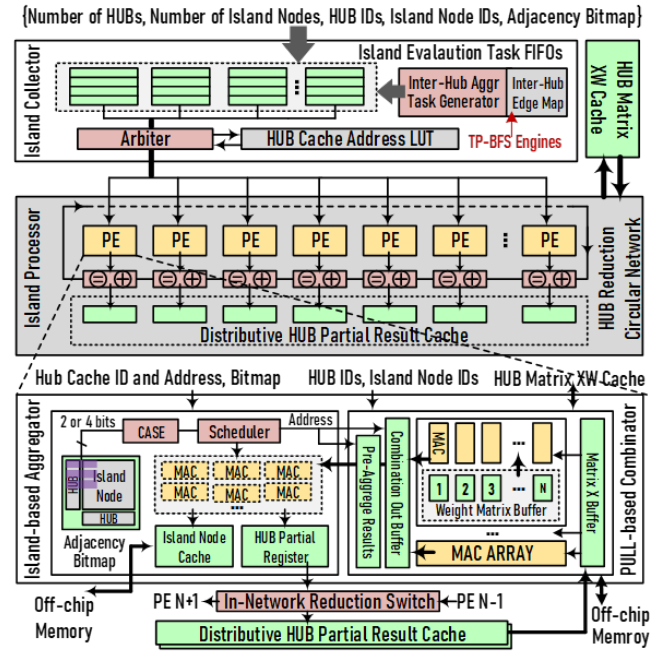 {Number of HUBs, Number of Island Nodes, HUB IDs, Island Node IDs, Adjacency Bitmap}
Island Collector
Island Evalaution Task FIFOs
Inter-Hub Aggr
Task Generator
Inter-Hub
Edge Map
HUB Matrix
XW Cache
Arbiter
HUB Cache Address LUT
TP-BFS Engines
Island Processor
PE
PE
PE
PE
PE
PE
PE
HUB Reduction
Circular Network
Distributive HUB Partial Result Cache
Hub Cache ID and Address, Bitmap
HUB IDs, Island Node IDs
HUB Matrix XW Cache
Island-based Aggregator
2 or 4 bits
CASE
Scheduler
Address
HUB
Island
Node
HUB
Adjacency
Bitmap
MAC
MAC
MAC
MAC
MAC
MAC
...
Island Node
Cache
HUB Partial
Register
Pre-Aggrege Results
Combination Out Buffer
MAC
...
1
2
3
...
N
Weight Matrix Buffer
...
MAC ARRAY
Matrix X Buffer
PULL-based Combinator
Off-chip
Memory
PE N+1
In-Network Reduction Switch
PE N-1
Off-chip
Memroy
Distributive HUB Partial Result Cache